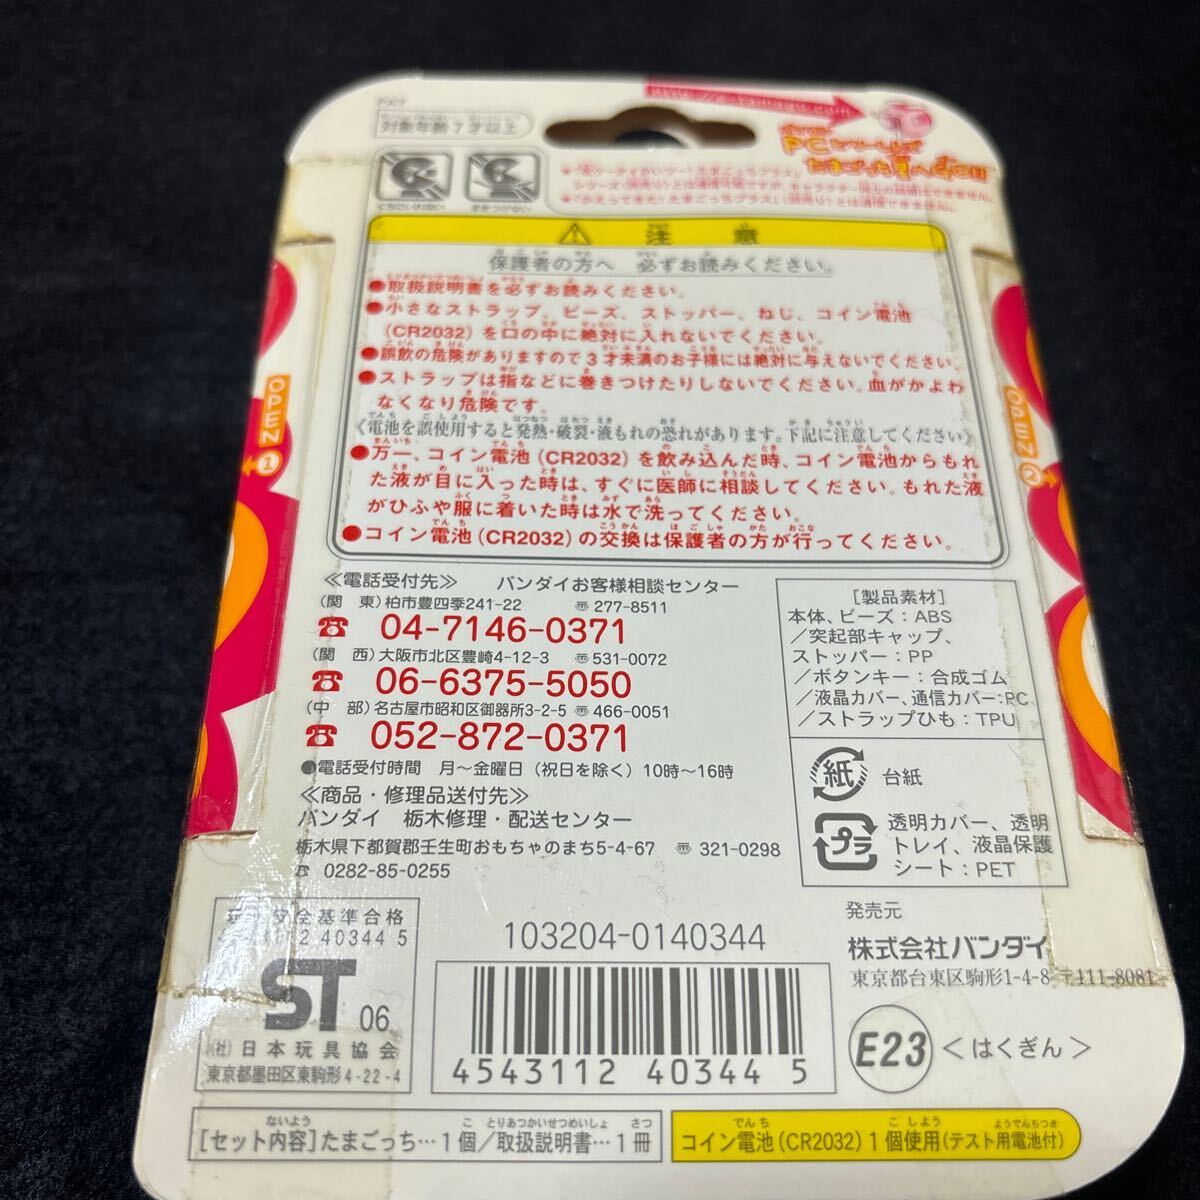 対象年齢7才以上
PCとケータイで
たまごっち星へGO!!!
注意
保護者の方へ 必ずお読みください。
●取扱説明書を必ずお読みください。
●小さなストラップ、ビーズ、ストッパー、ねじ、コイン電池
(CR2032)を口の中に絶対に入れないでください。
●誤飲の危険がありますので3才未満のお子様には絶対に与えないでください。
●ストラップは指などに巻きつけたりしないでください。血がかよわ
なくなり危険です。
《電池を誤使用すると発熱・破裂・液もれの恐れがあります。下記に注意してください》
●万一、コイン電池(CR2032)を飲み込んだ時、コイン電池からもれ
た液が目に入った時は、すぐに医師に相談してください。もれた液
がひふや服に着いた時は水で洗ってください。
●コイン電池(CR2032)の交換は保護者の方が行ってください。
OPEN 1
OPEN 2
≪電話受付先≫ バンダイお客様相談センター
(関 東)柏市豊四季241-22 〒277-8511
☎ 04-7146-0371
(関 西)大阪市北区豊崎4-12-3 〒531-0072
☎ 06-6375-5050
(中 部)名古屋市昭和区御器所3-2-5 〒466-0051
☎ 052-872-0371
●電話受付時間 月〜金曜日(祝日を除く)10時〜16時
≪商品・修理品送付先≫
バンダイ 栃木修理・配送センター
栃木県下都賀郡壬生町おもちゃのまち5-4-67 〒321-0298
☎ 0282-85-0255
[製品素材]
本体、ビーズ:ABS
/突起部キャップ、
ストッパー:PP
/ボタンキー:合成ゴム
/液晶カバー、通信カバー:PC
/ストラップひも:TPU
紙 台紙
プラ 透明カバー、透明
トレイ、液晶保護
シート:PET
安全基準合格
40344 5
ST 06
(社)日本玩具協会
東京都墨田区東駒形4-22-4
103204-0140344
4543112 40344 5
発売元
株式会社バンダイ
東京都台東区駒形1-4-8 〒111-8081
E23 <はくぎん>
[セット内容]たまごっち…1個/取扱説明書…1冊
コイン電池(CR2032)1個使用(テスト用電池付)